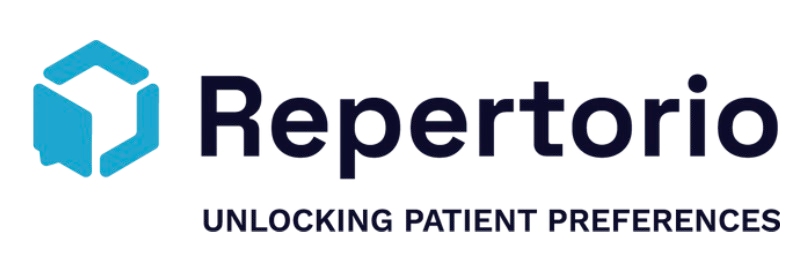 Repertorio
UNLOCKING PATIENT PREFERENCES